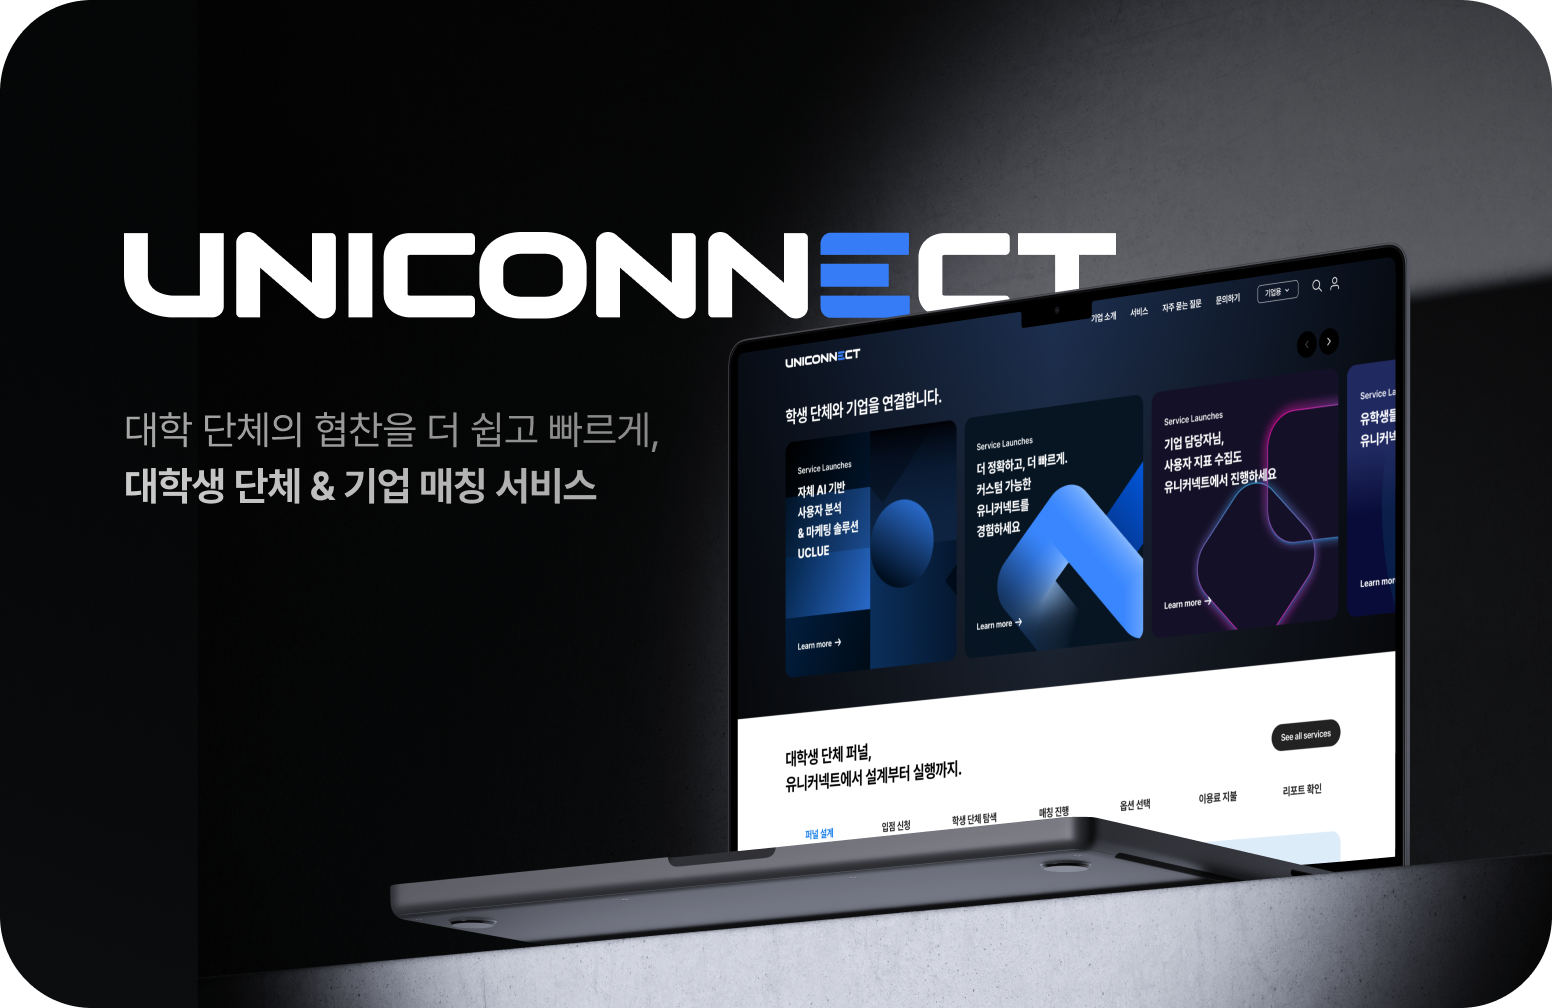 UNICONNECT
대학 단체의 협찬을 더 쉽고 빠르게,
대학생 단체 & 기업 매칭 서비스
기업 소개 서비스 자주 묻는 질문 문의하기 기업용
UNICONNECT
학생 단체와 기업을 연결합니다.
Service Launches
자체 AI 기반
사용자 분석
& 마케팅 솔루션
UCLUE
Learn more →
Service Launches
더 정확하고, 더 빠르게.
커스텀 가능한
유니커넥트를
경험하세요
Learn more →
Service Launches
기업 담당자님,
사용자 지표 수집도
유니커넥트에서 진행하세요
Learn more →
Service La
유학생들
유니커넥
Learn mor
대학생 단체 퍼널,
유니커넥트에서 설계부터 실행까지.
See all services
퍼널 설계 입점 신청 학생 단체 탐색 매칭 진행 옵션 선택 이용료 지불 리포트 확인